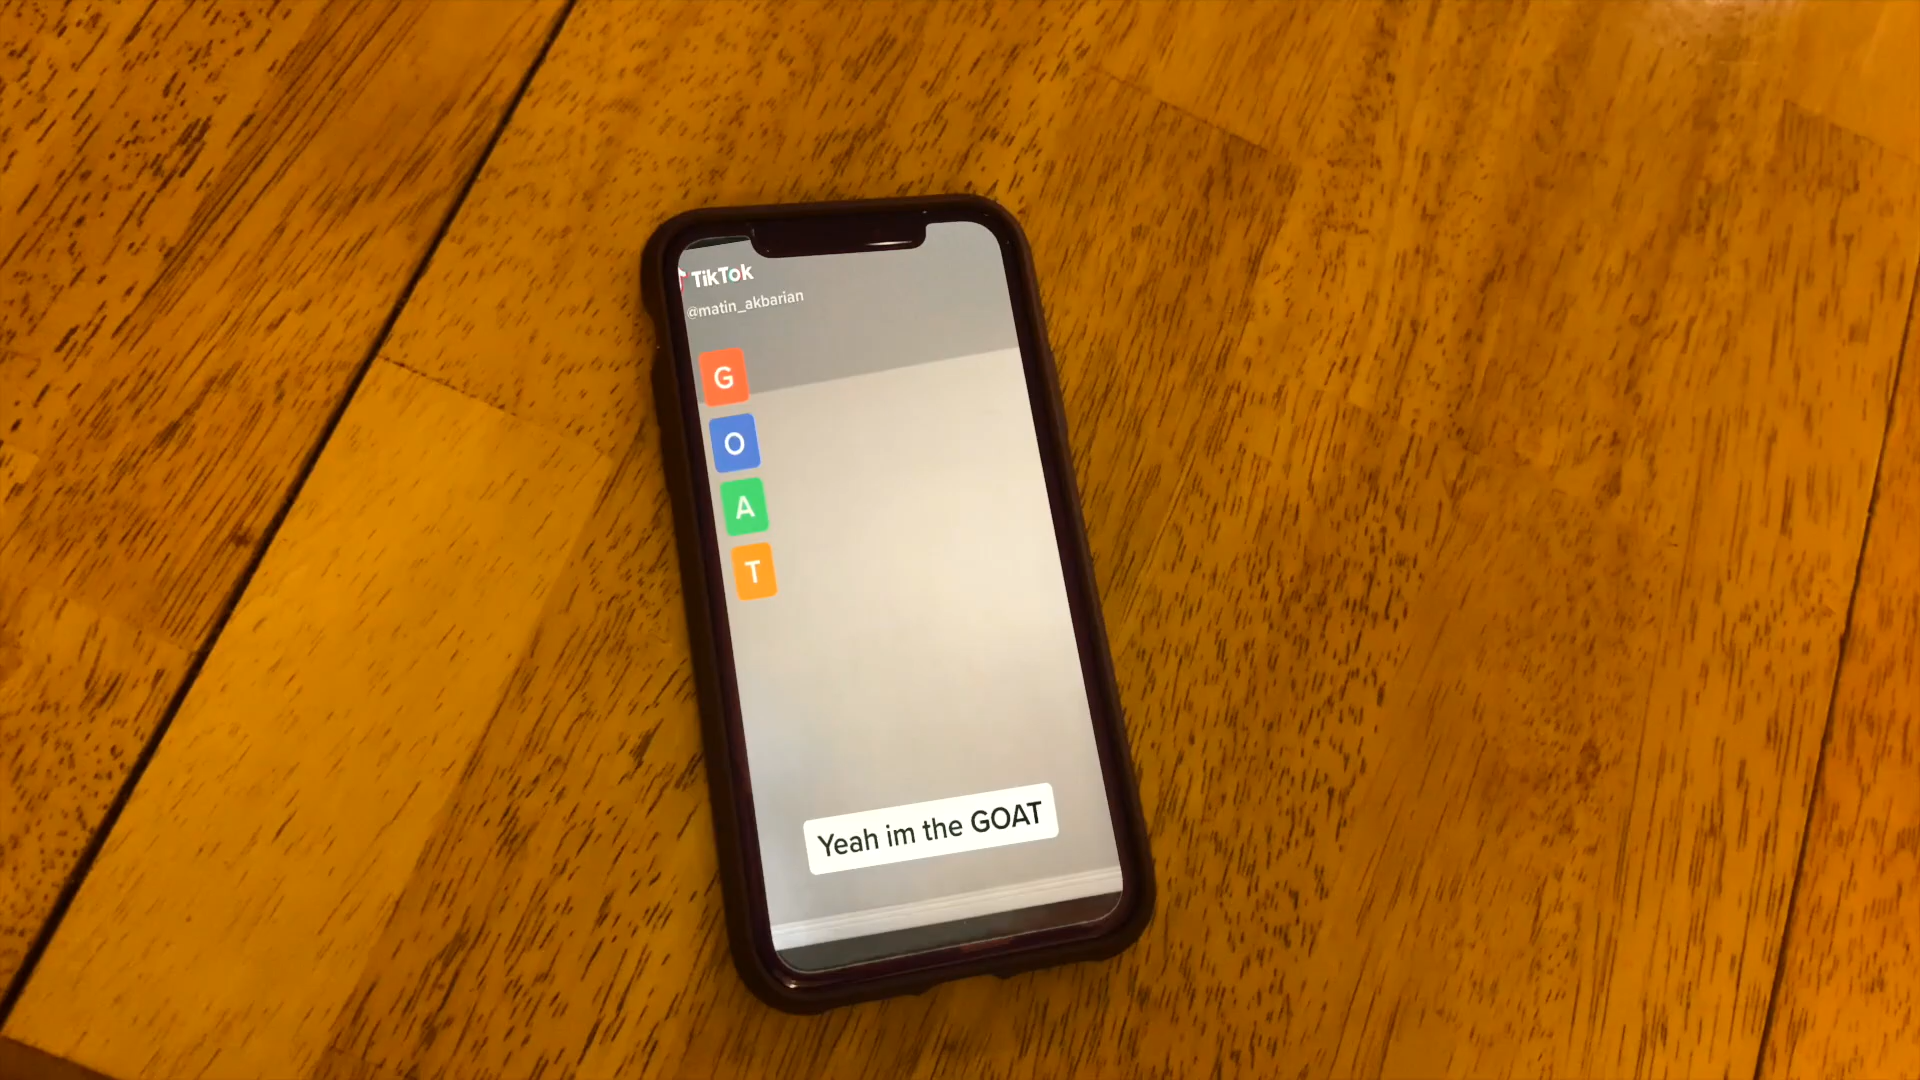 TikTok
@matin_akbarian
G
O
A
T
Yeah im the GOAT